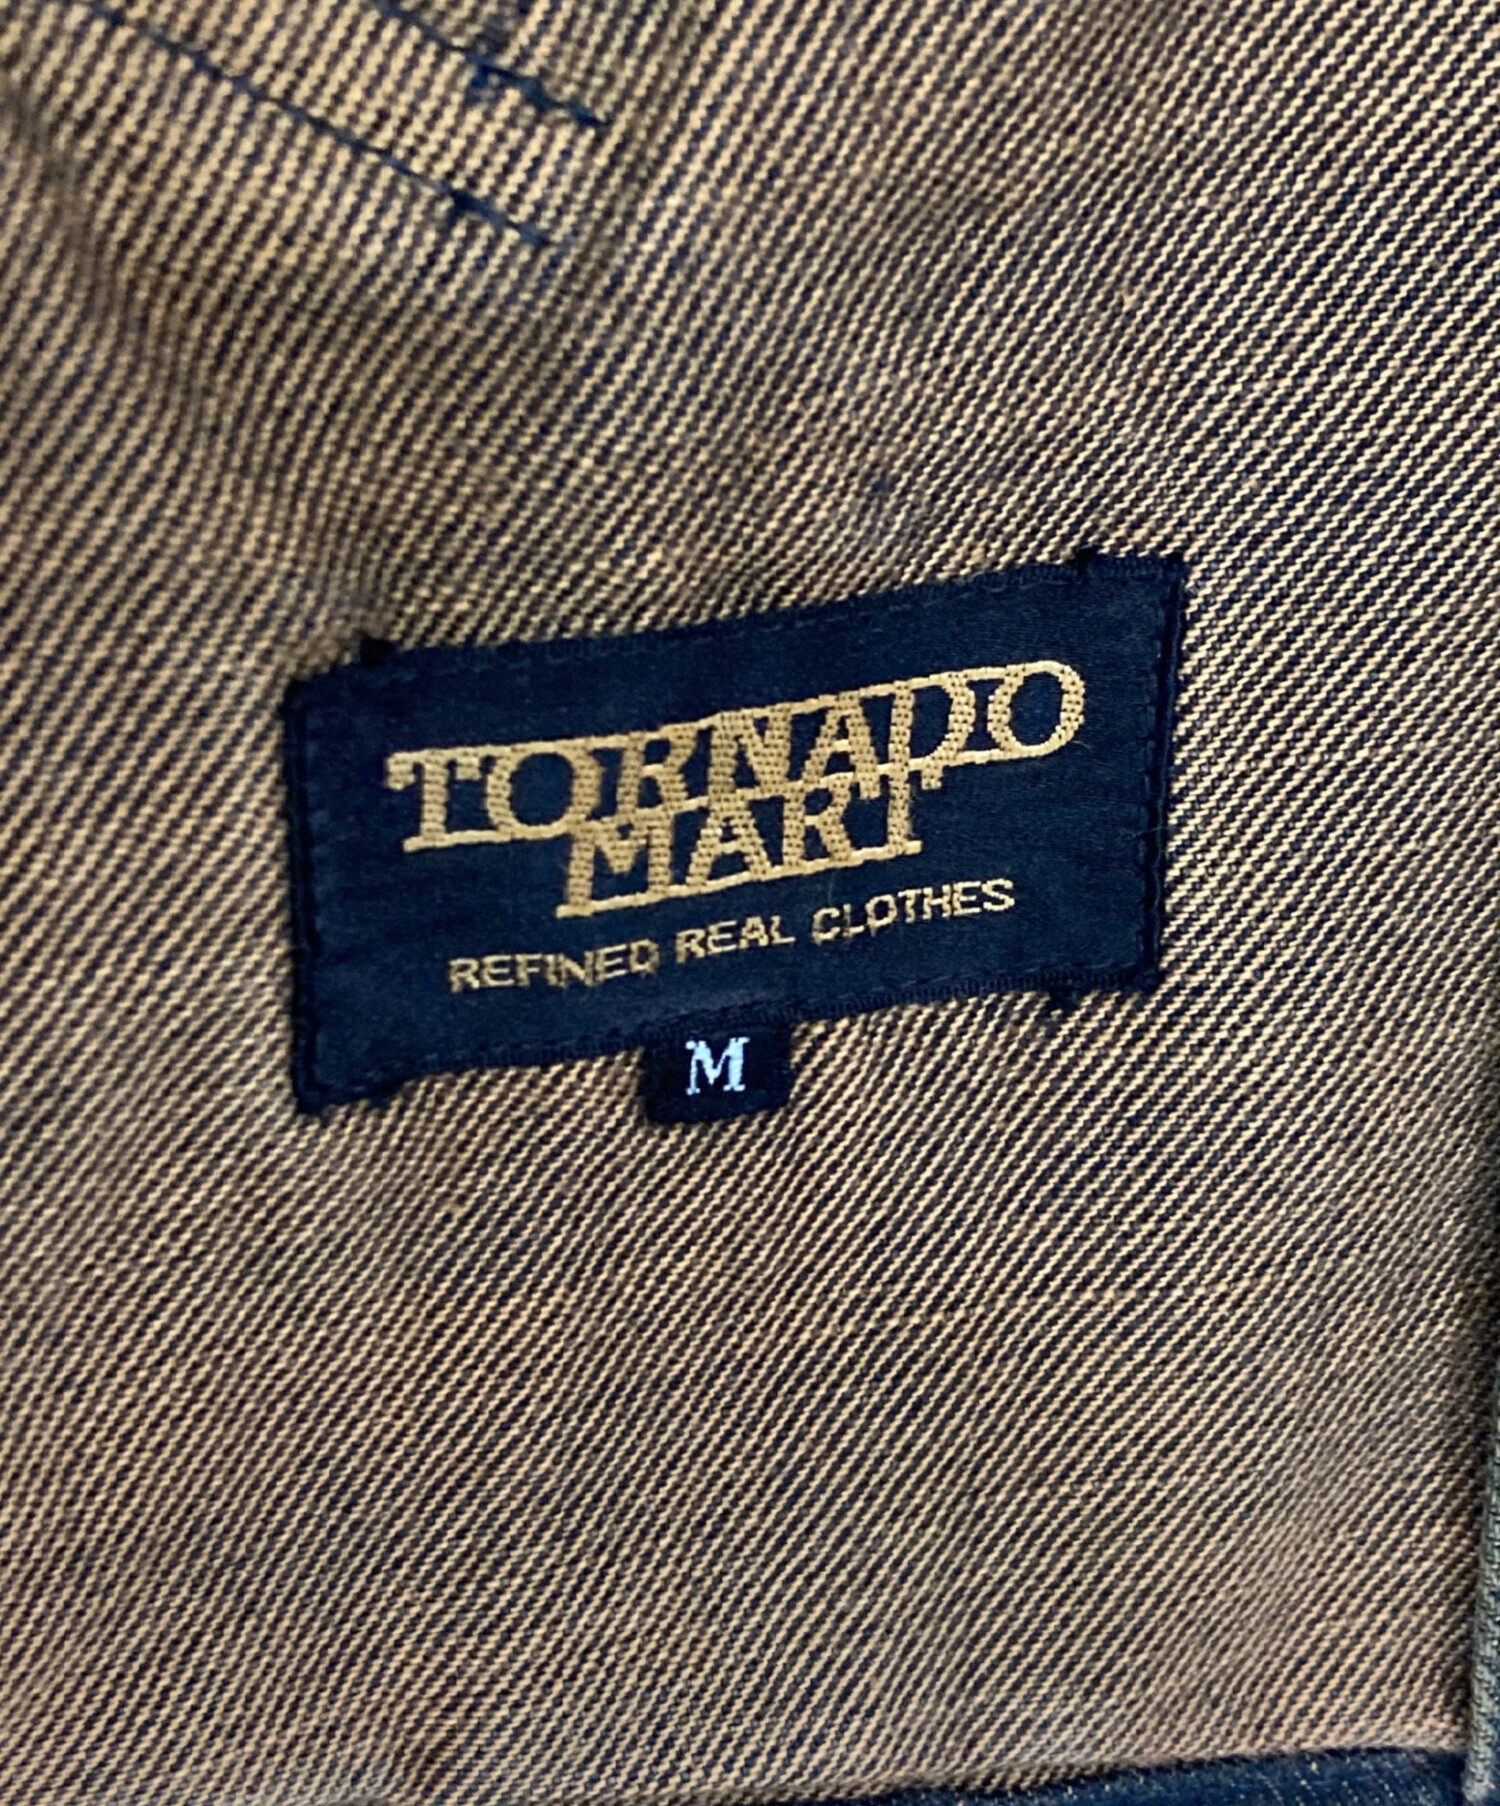 TORNADO
MART
REFINED REAL CLOTHES
M